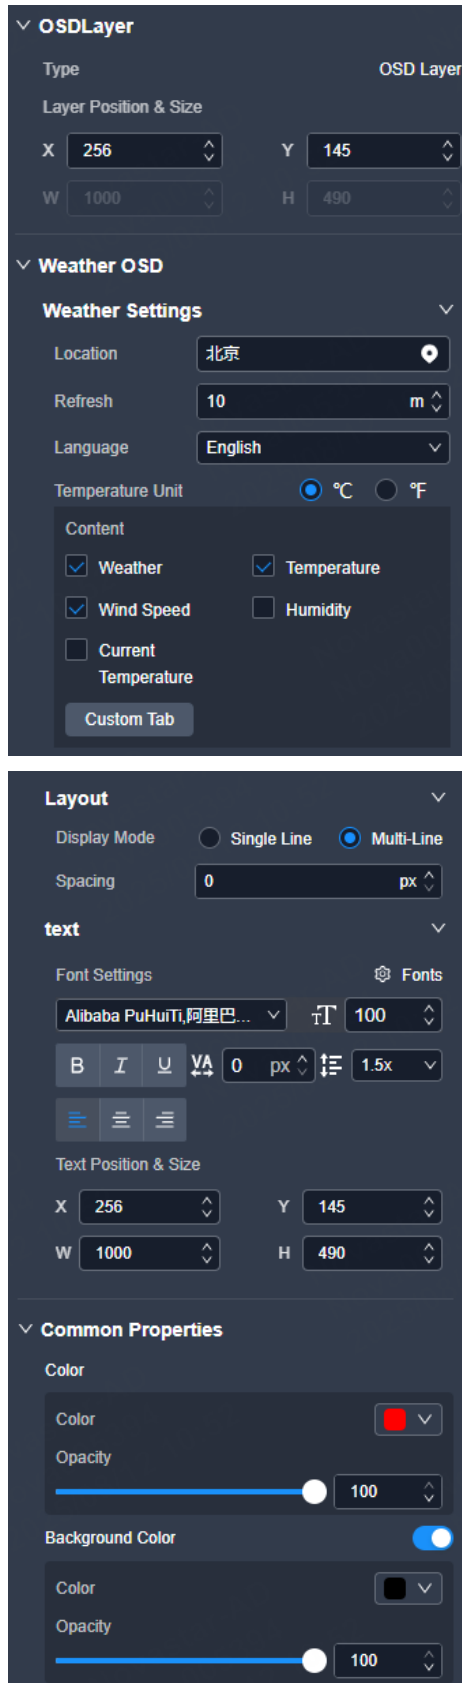 OSDLayer
Type OSD Layer
Layer Position & Size
X 256 Y 145
W 1000 H 490
Weather OSD
Weather Settings
Location 北京
Refresh 10 m
Language English
Temperature Unit °C °F
Content
Weather Temperature
Wind Speed Humidity
Current
Temperature
Custom Tab
Layout
Display Mode Single Line Multi-Line
Spacing 0 px
text
Font Settings Fonts
Alibaba PuHuiTi,阿里巴... TT 100
B I U VA 0 px 1.5x
Text Position & Size
X 256 Y 145
W 1000 H 490
Common Properties
Color
Color
Opacity
100
Background Color
Color
Opacity
100